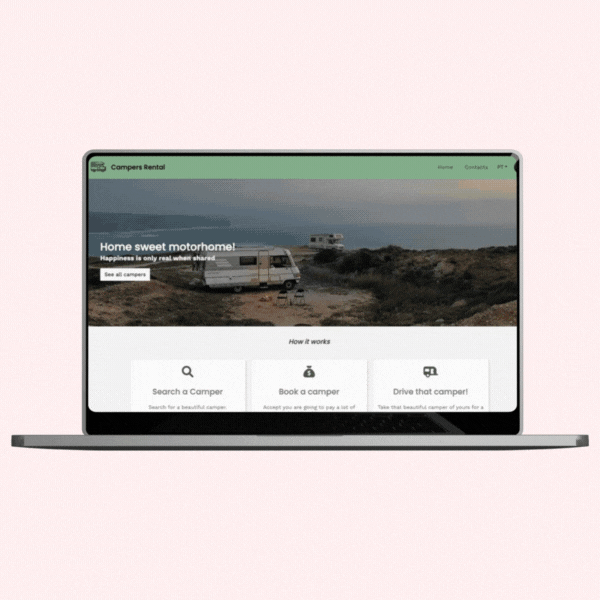 Campers Rental
Home Contacts PT
Home sweet motorhome!
Happiness is only real when shared
See all campers
How it works
Search a Camper
Book a camper
Drive that camper!
Search for a beautiful camper,
Accept you are going to pay a lot of
Take that beautiful camper of yours for a